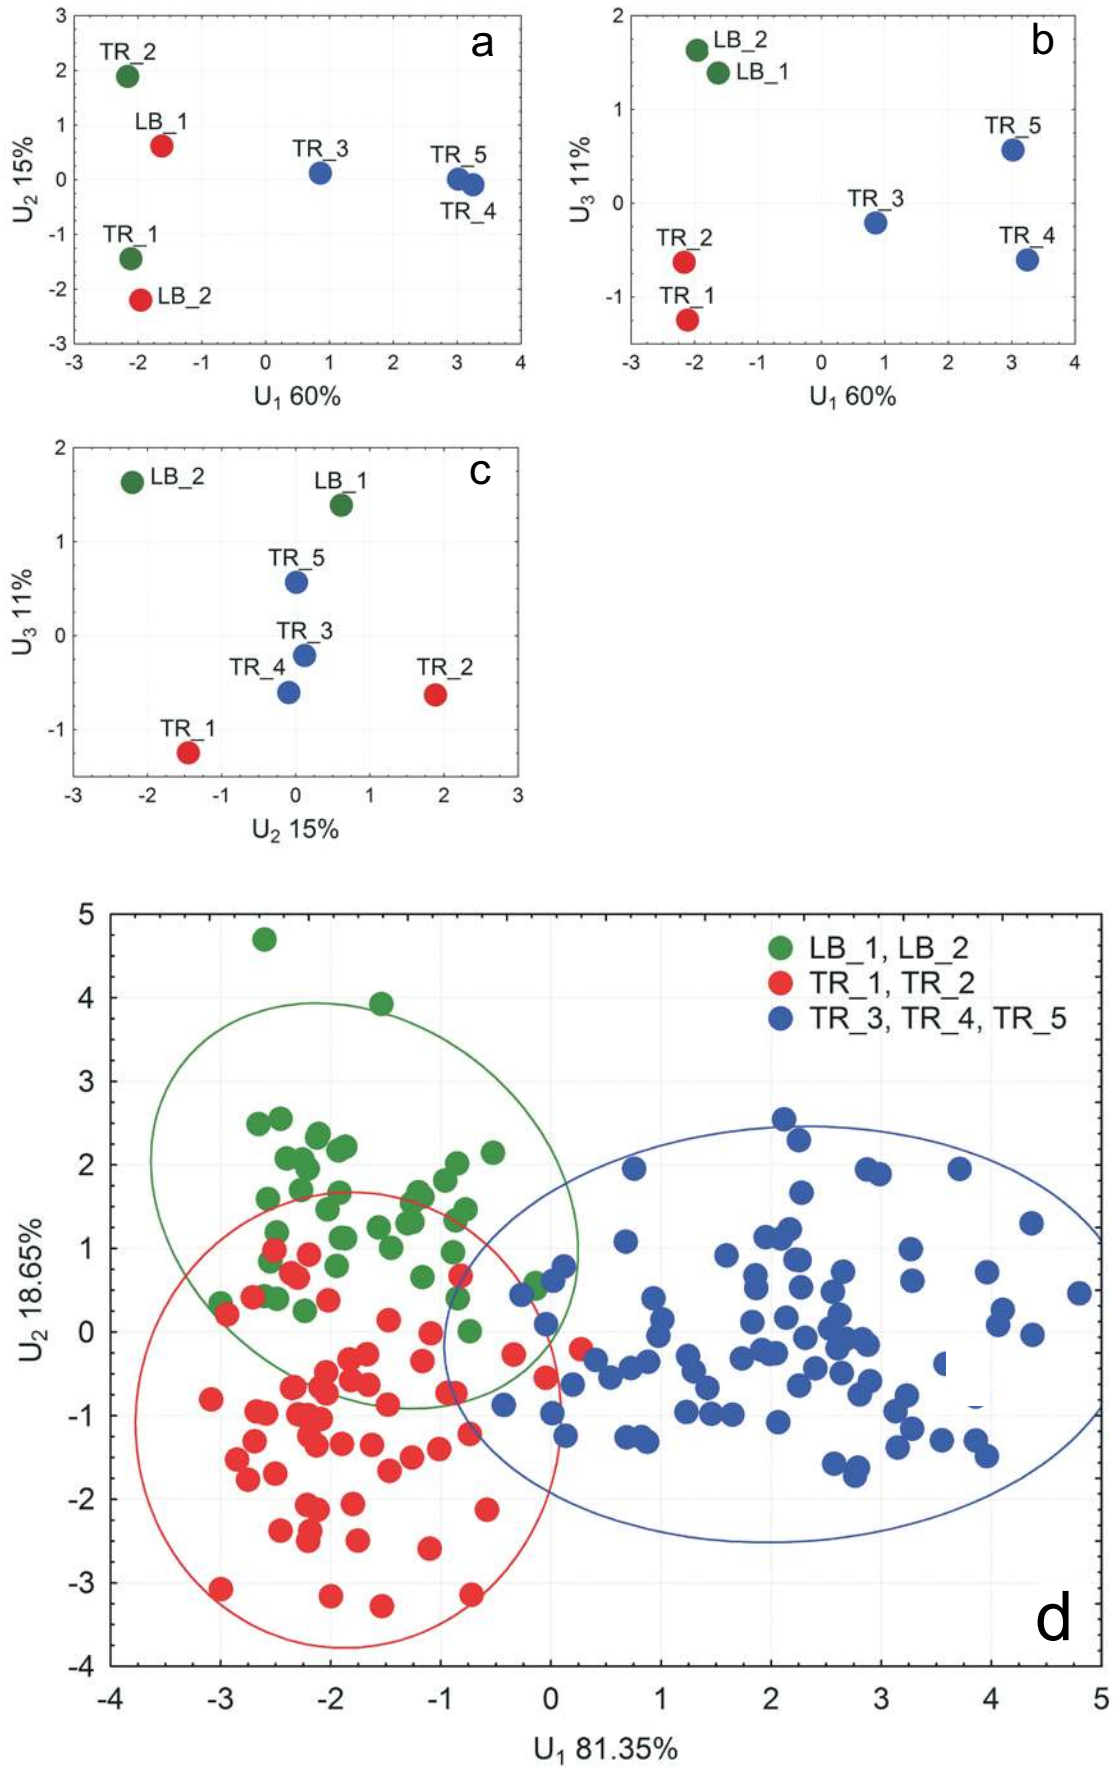 a
3
2
1
0
-1
-2
-3
-3 -2 -1 0 1 2 3 4
U₂ 15%
U₁ 60%
TR_2
LB_1
TR_3
TR_5
TR_4
TR_1
LB_2
b
2
1
0
-1
-3 -2 -1 0 1 2 3 4
U₃ 11%
U₁ 60%
LB_2
LB_1
TR_5
TR_3
TR_2
TR_4
TR_1
c
2
1
0
-1
-3 -2 -1 0 1 2 3
U₃ 11%
U₂ 15%
LB_2
LB_1
TR_5
TR_3
TR_4
TR_2
TR_1
5
4
3
2
1
0
-1
-2
-3
-4
U₂ 18.65%
LB_1, LB_2
TR_1, TR_2
TR_3, TR_4, TR_5
d
-4 -3 -2 -1 0 1 2 3 4 5
U₁ 81.35%